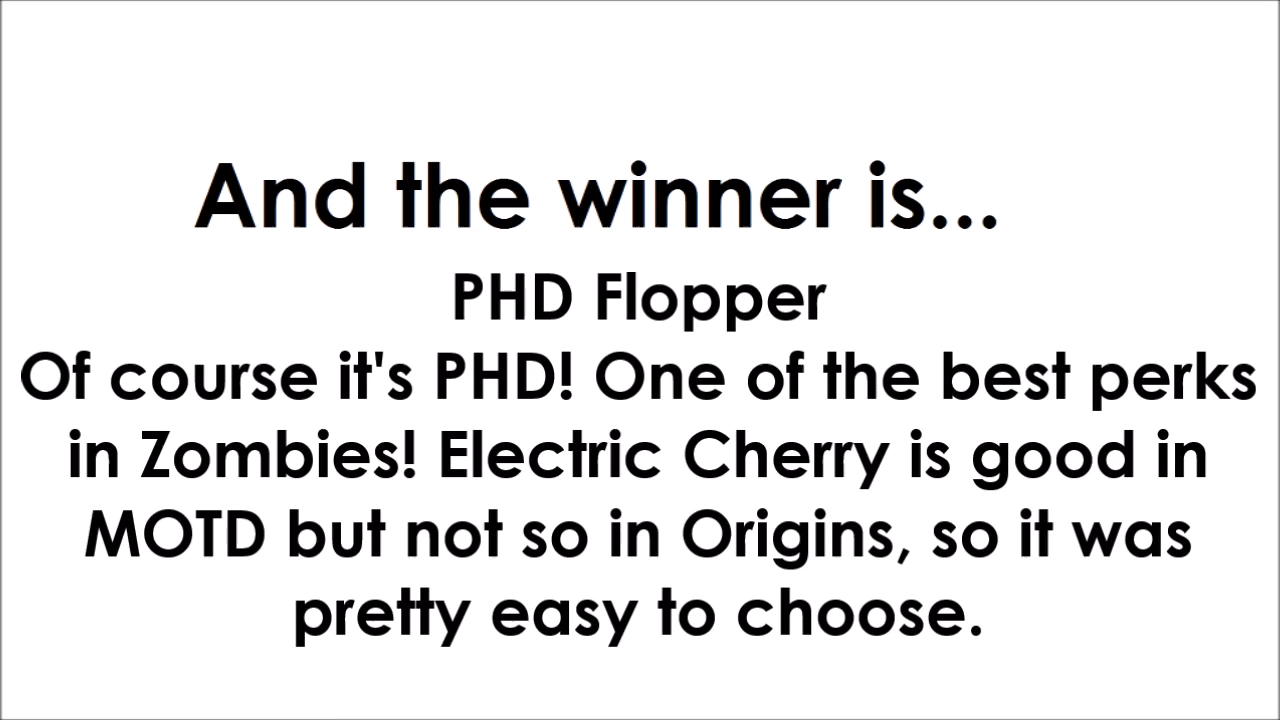 And the winner is...
PHD Flopper
Of course it's PHD! One of the best perks
in Zombies! Electric Cherry is good in
MOTD but not so in Origins, so it was
pretty easy to choose.